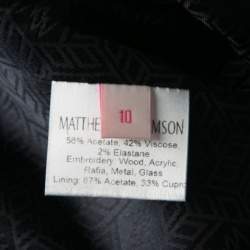 10
MATTHE MSON
58% Acetate, 42% Viscose,
2% Elastane
Embroidery: Wood, Acrylic,
Rafia, Metal, Glass
Lining: 67% Acetate, 33% Cupro